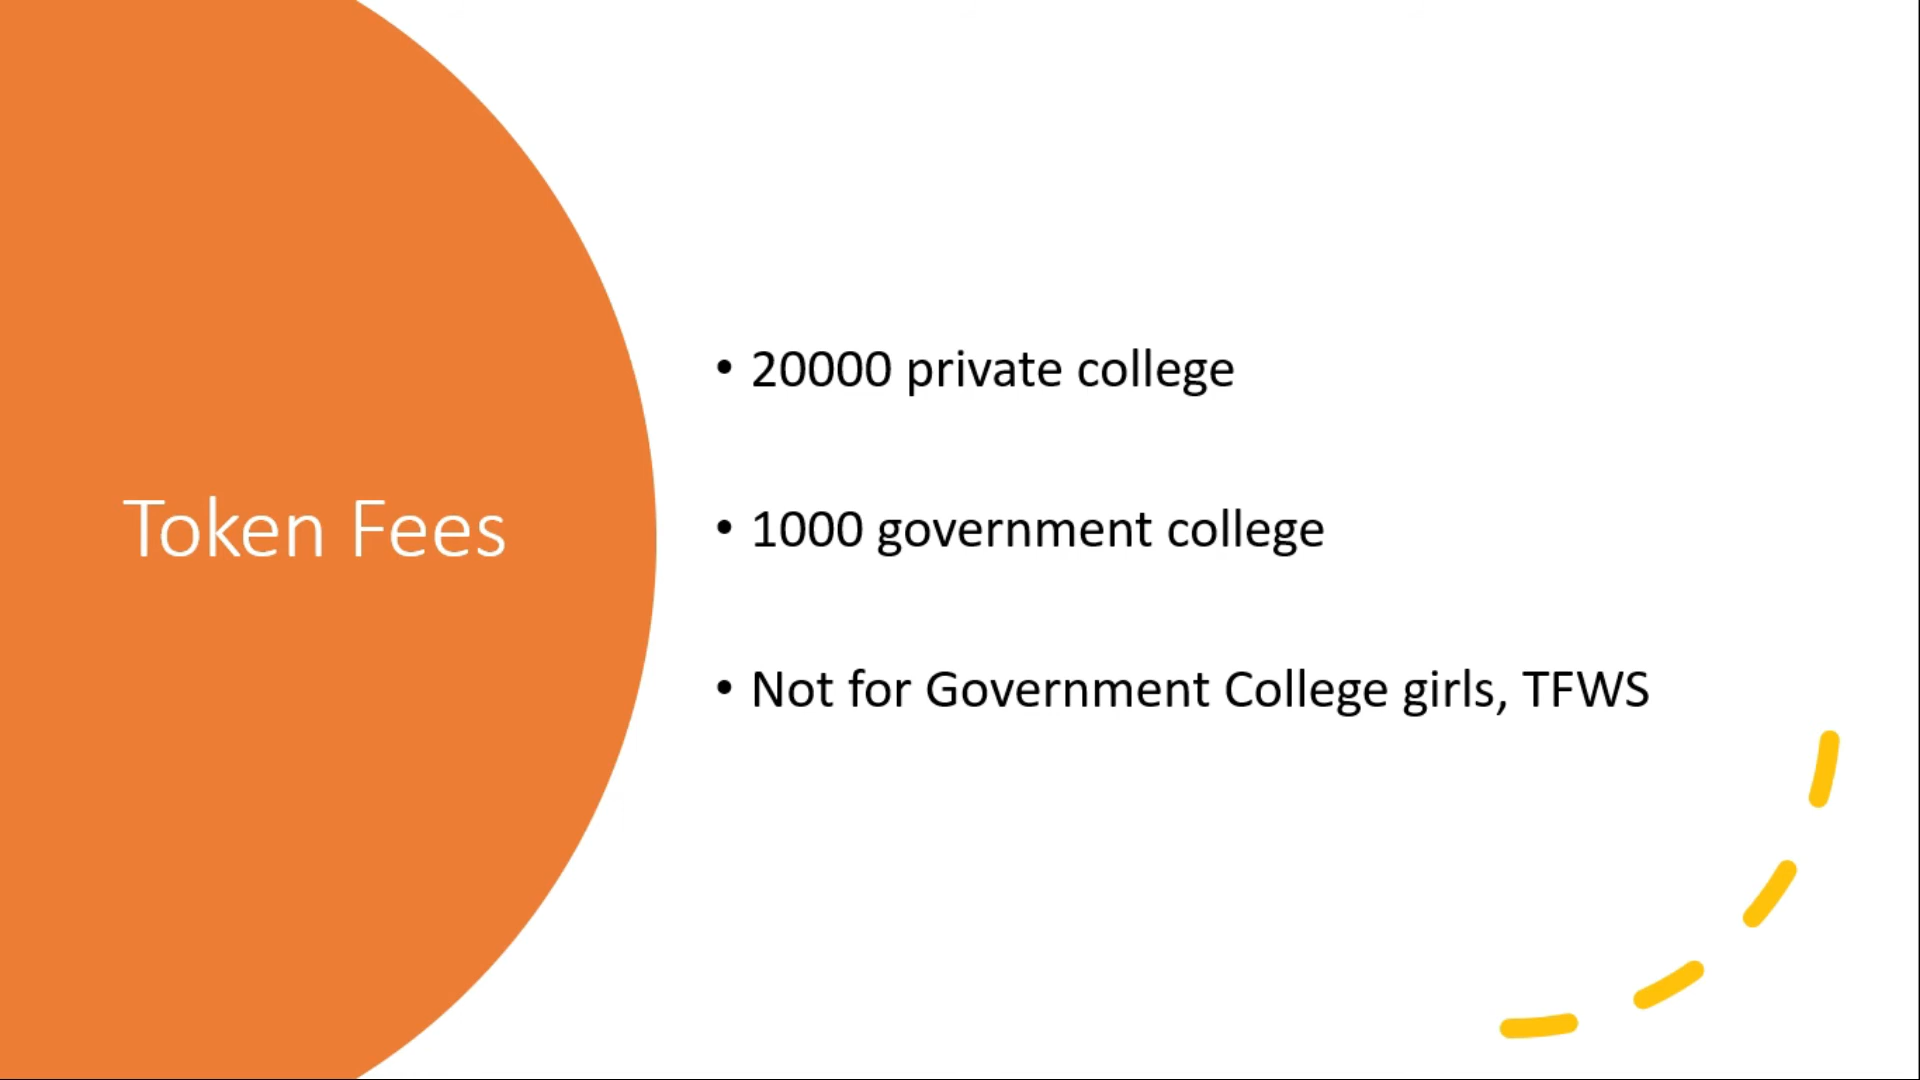 Token Fees
• 20000 private college
• 1000 government college
• Not for Government College girls, TFWS